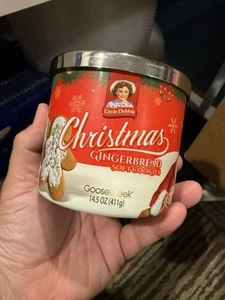 Little Debbie
Christmas
GINGERBREAD
SOFT COOKIES
Goose Creek
14.5 OZ (411g)